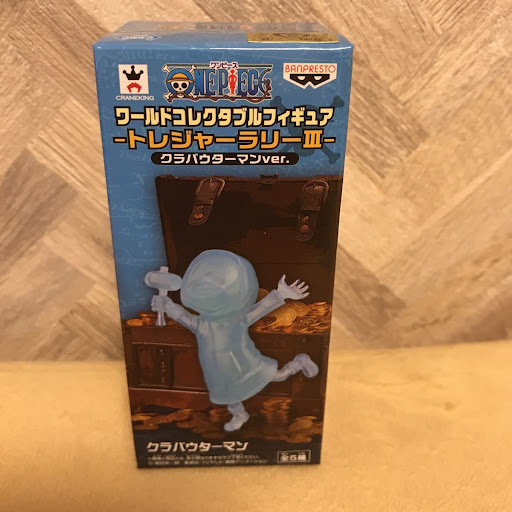 ワンピース
ONE PIECE
CRANEKING
BANPRESTO
ワールドコレクタブルフィギュア
-トレジャーラリーIII-
クラバウターマンver.
クラバウターマン
全5種